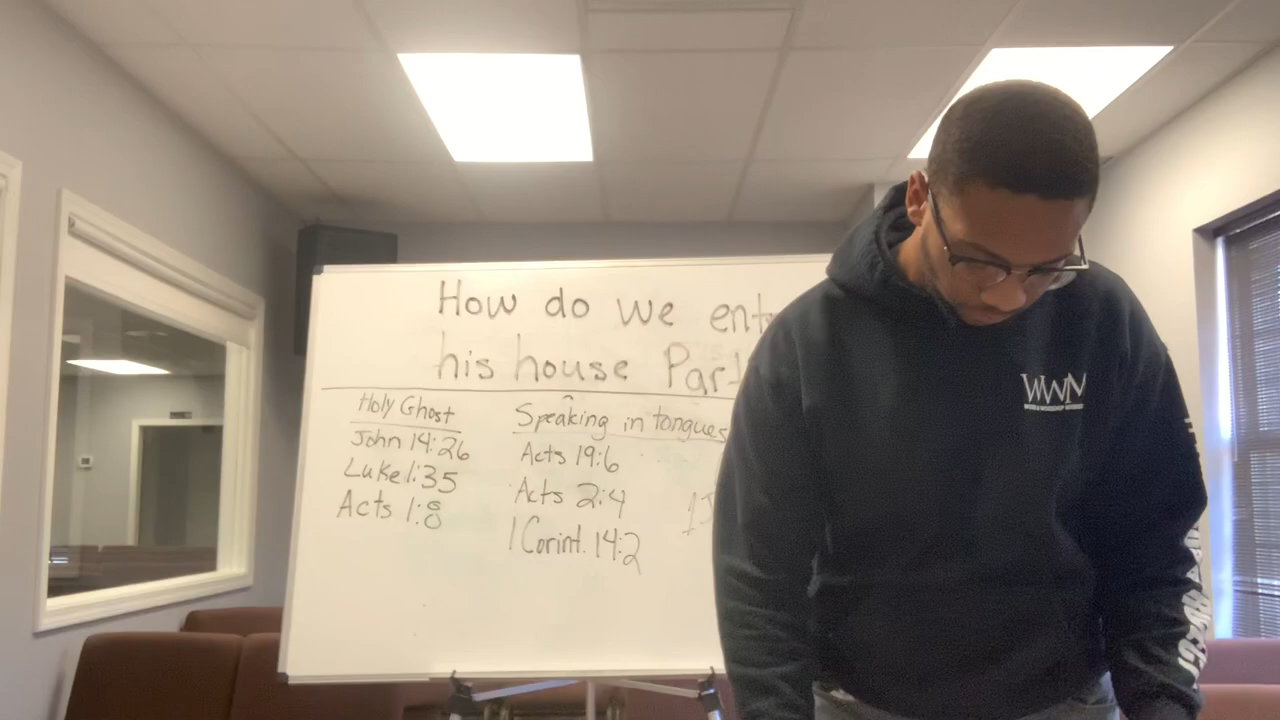 How do we ent
his house Part
Holy Ghost
John 14:26
Luke 1:35
Acts 1:8
Speaking in tongues
Acts 19:6
Acts 2:4
1 Corint. 14:2
WWM